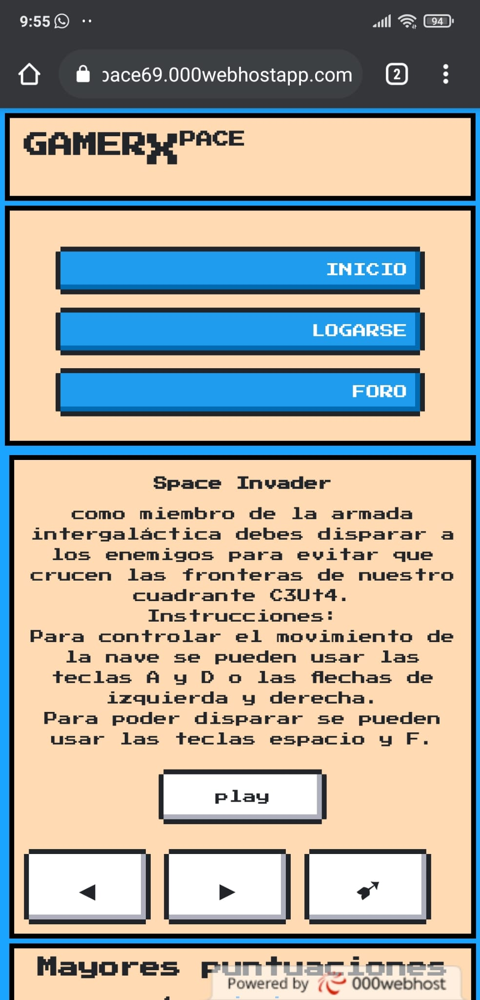 9:55
94
pace69.000webhostapp.com
2
GAMERXPACE
INICIO
LOGARSE
FORO
Space Invader
como miembro de la armada
intergaláctica debes disparar a
los enemigos para evitar que
crucen las fronteras de nuestro
cuadrante C3Ut4.
Instrucciones:
Para controlar el movimiento de
la nave se pueden usar las
teclas A y D o las flechas de
izquierda y derecha.
Para poder disparar se pueden
usar las teclas espacio y F.
play
Mayores puntuaciones
Powered by 000webhost